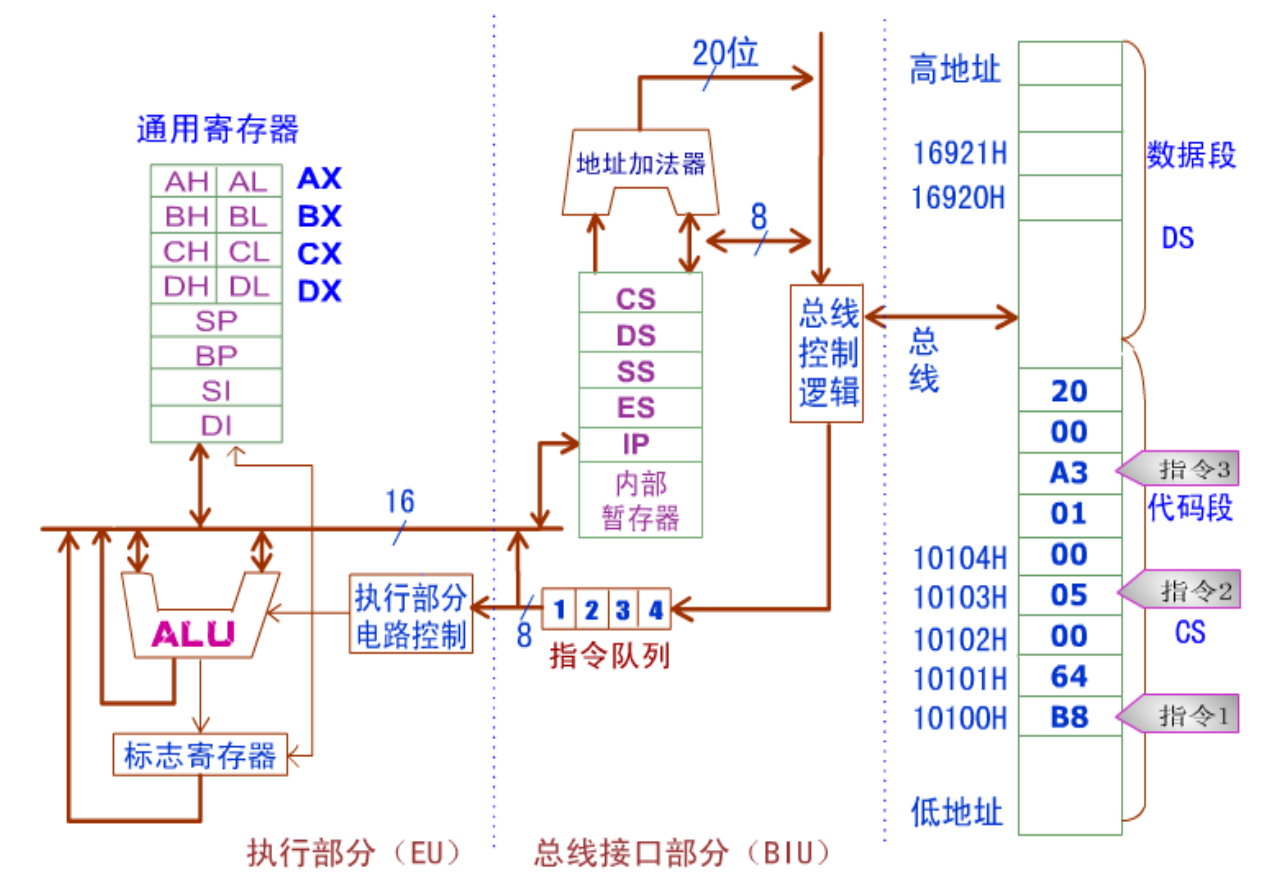 通用寄存器
AH AL AX
BH BL BX
CH CL CX
DH DL DX
SP
BP
SI
DI
16
ALU
执行部分
电路控制
标志寄存器
执行部分（EU）
20位
地址加法器
8
CS
DS
SS
ES
IP
内部
暂存器
总线
控制
逻辑
8
1 2 3 4
指令队列
总线接口部分（BIU）
总
线
高地址
16921H
16920H
数据段
DS
20
00
A3 指令3
代码段
01
10104H 00
10103H 05 指令2
CS
10102H 00
10101H 64
10100H B8 指令1
低地址